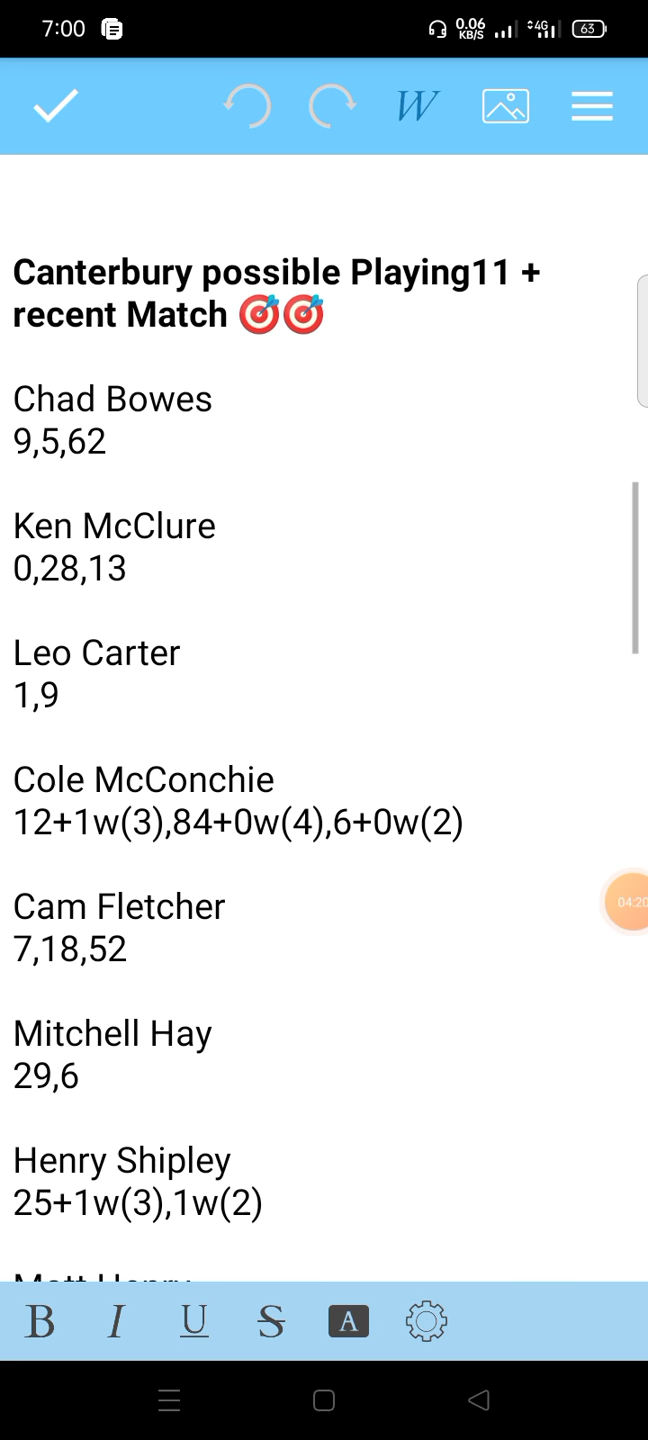 7:00
0.06
KB/S
4G
63
W
Canterbury possible Playing11 +
recent Match 🎯🎯
Chad Bowes
9,5,62
Ken McClure
0,28,13
Leo Carter
1,9
Cole McConchie
12+1w(3),84+0w(4),6+0w(2)
Cam Fletcher
7,18,52
04:20
Mitchell Hay
29,6
Henry Shipley
25+1w(3),1w(2)
Matt Henry
B I U S A